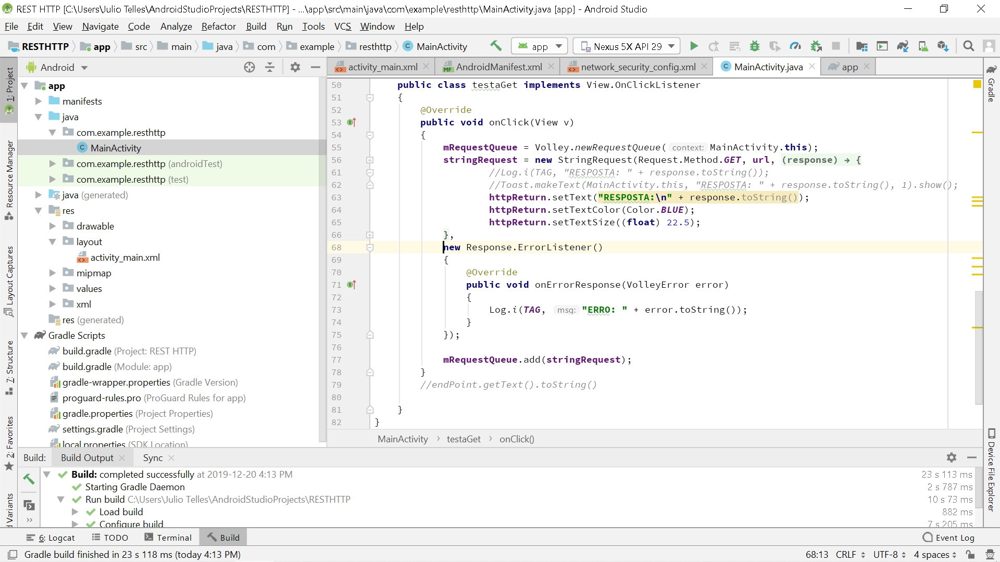 REST HTTP [C:\Users\Julio Telles\AndroidStudioProjects\RESTHTTP] - ...\app\src\main\java\com\example\resthttp\MainActivity.java [app] - Android Studio
File Edit View Navigate Code Analyze Refactor Build Run Tools VCS Window Help
RESTHTTP app src main java com example resthttp MainActivity app Nexus 5X API 29
1: Project
Resource Manager
Layout Captures
7: Structure
2: Favorites
d Variants
Android
app
manifests
java
com.example.resthttp
MainActivity
com.example.resthttp (androidTest)
com.example.resthttp (test)
java (generated)
res
drawable
layout
activity_main.xml
mipmap
values
xml
res (generated)
Gradle Scripts
build.gradle (Project: REST HTTP)
build.gradle (Module: app)
gradle-wrapper.properties (Gradle Version)
proguard-rules.pro (ProGuard Rules for app)
gradle.properties (Project Properties)
settings.gradle (Project Settings)
local.properties (SDK Location)
activity_main.xml AndroidManifest.xml network_security_config.xml MainActivity.java app
50 public class testaGet implements View.OnClickListener
51 {
52 @Override
53 public void onClick(View v)
54 {
55 mRequestQueue = Volley.newRequestQueue( context: MainActivity.this);
56 stringRequest = new StringRequest(Request.Method.GET, url, (response) → {
61 //Log.i(TAG, "RESPOSTA: " + response.toString());
62 //Toast.makeText(MainActivity.this, "RESPOSTA: " + response.toString(), 1).show();
63 httpReturn.setText("RESPOSTA:\n" + response.toString());
64 httpReturn.setTextColor(Color.BLUE);
65 httpReturn.setTextSize((float) 22.5);
66 },
68 new Response.ErrorListener()
69 {
70 @Override
71 public void onErrorResponse(VolleyError error)
72 {
73 Log.i(TAG, msg: "ERRO: " + error.toString());
74 }
75 });
76
77 mRequestQueue.add(stringRequest);
78 }
79 //endPoint.getText().toString()
80
81 }
82 }
MainActivity › testaGet › onClick()
Gradle
Device File Explorer
Build: Build Output Sync
Build: completed successfully at 2019-12-20 4:13 PM 23 s 113 ms
Starting Gradle Daemon 2 s 787 ms
Run build C:\Users\Julio Telles\AndroidStudioProjects\RESTHTTP 10 s 73 ms
Load build 882 ms
Configure build 7 s 205 ms
6: Logcat TODO Terminal Build Event Log
Gradle build finished in 23 s 118 ms (today 4:13 PM) 68:13 CRLF UTF-8 4 spaces